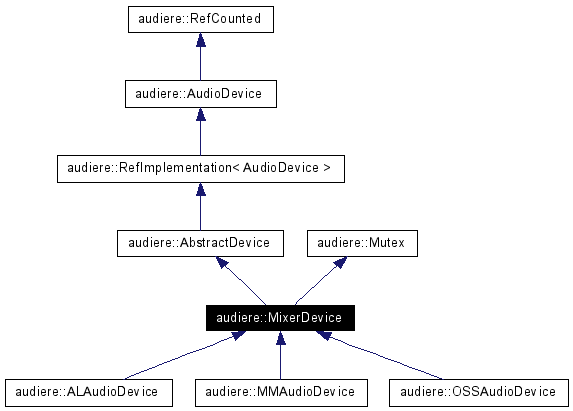 audiere::RefCounted
audiere::AudioDevice
audiere::RefImplementation< AudioDevice >
audiere::AbstractDevice
audiere::Mutex
audiere::MixerDevice
audiere::ALAudioDevice
audiere::MMAudioDevice
audiere::OSSAudioDevice